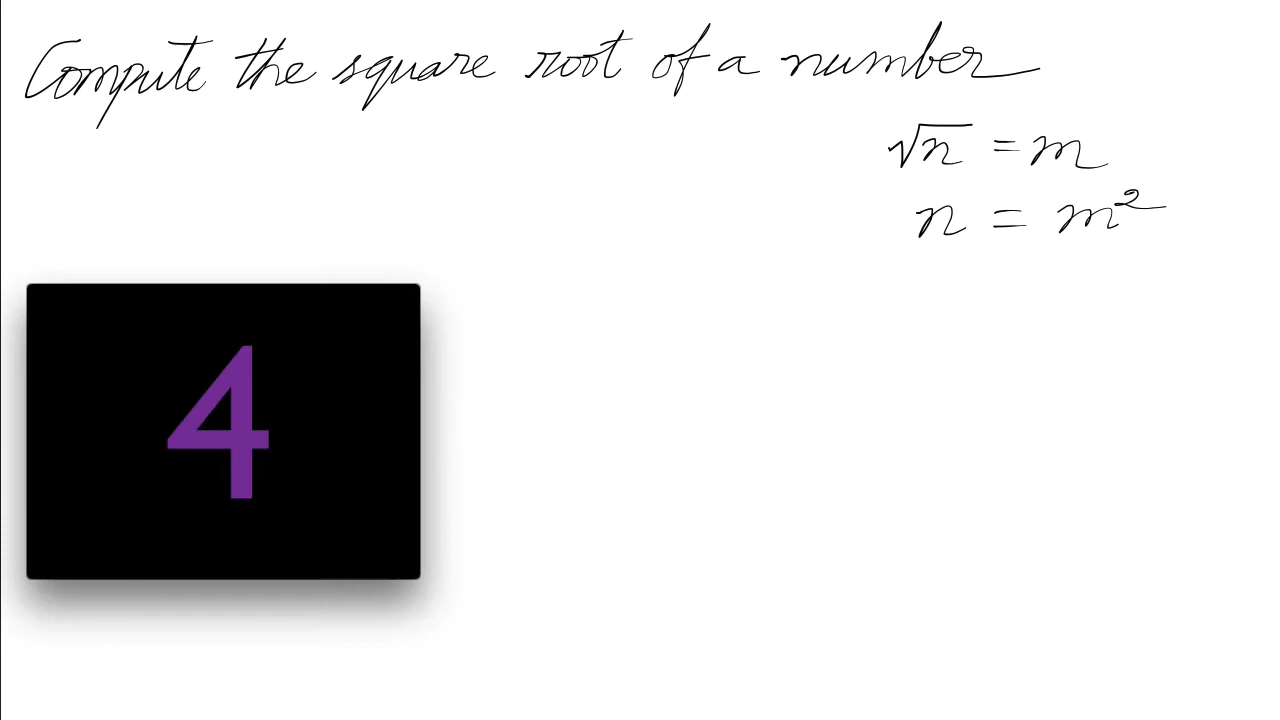 Compute the square root of a number
√n = m
n = m²
4